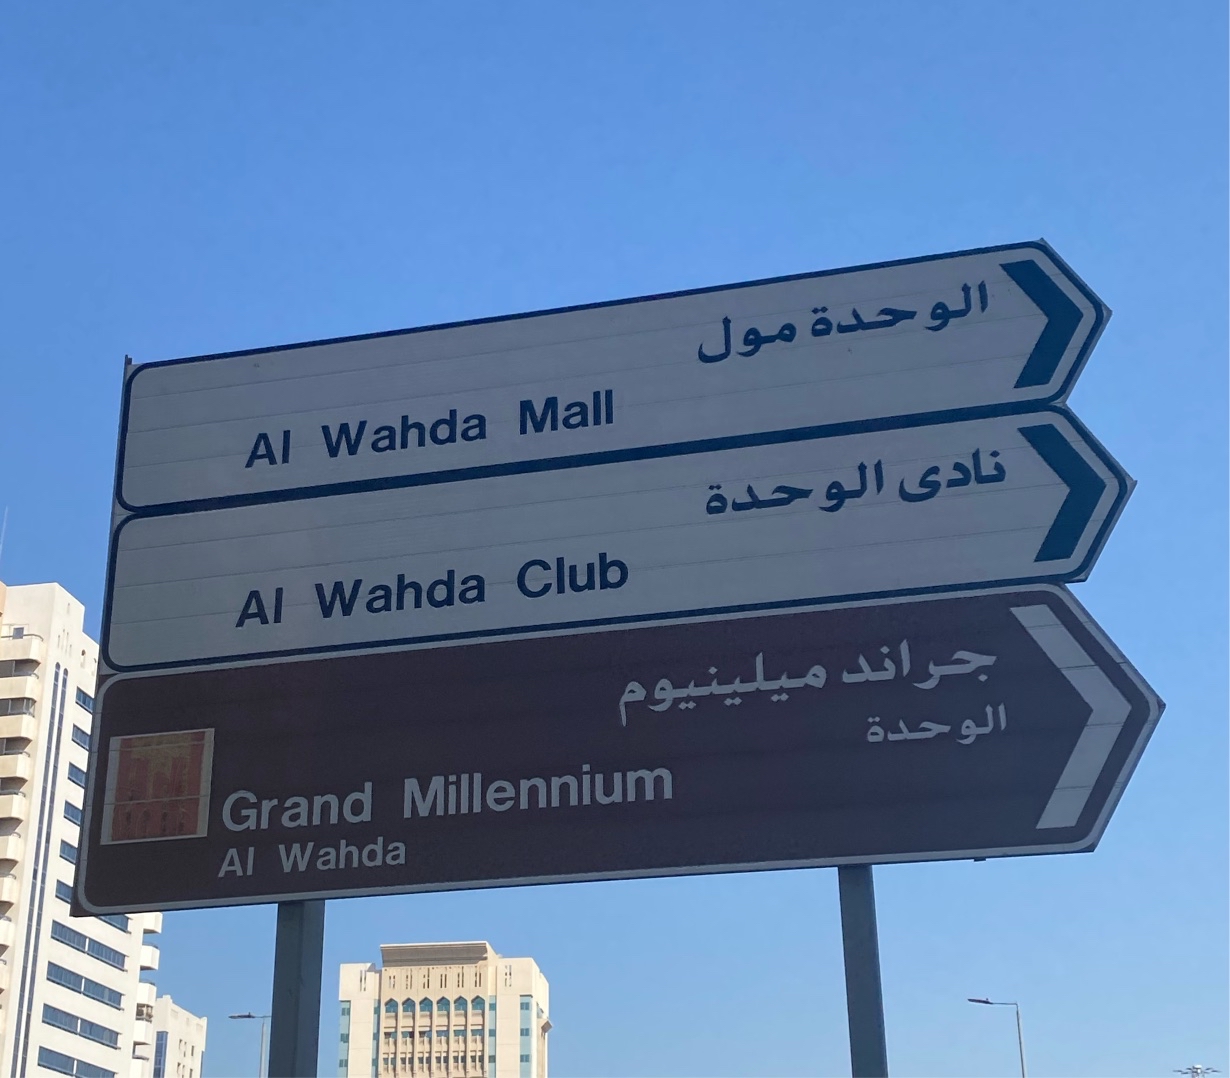 الوحدة مول
Al Wahda Mall
نادى الوحدة
Al Wahda Club
جراند ميلينيوم
الوحدة
Grand Millennium
Al Wahda